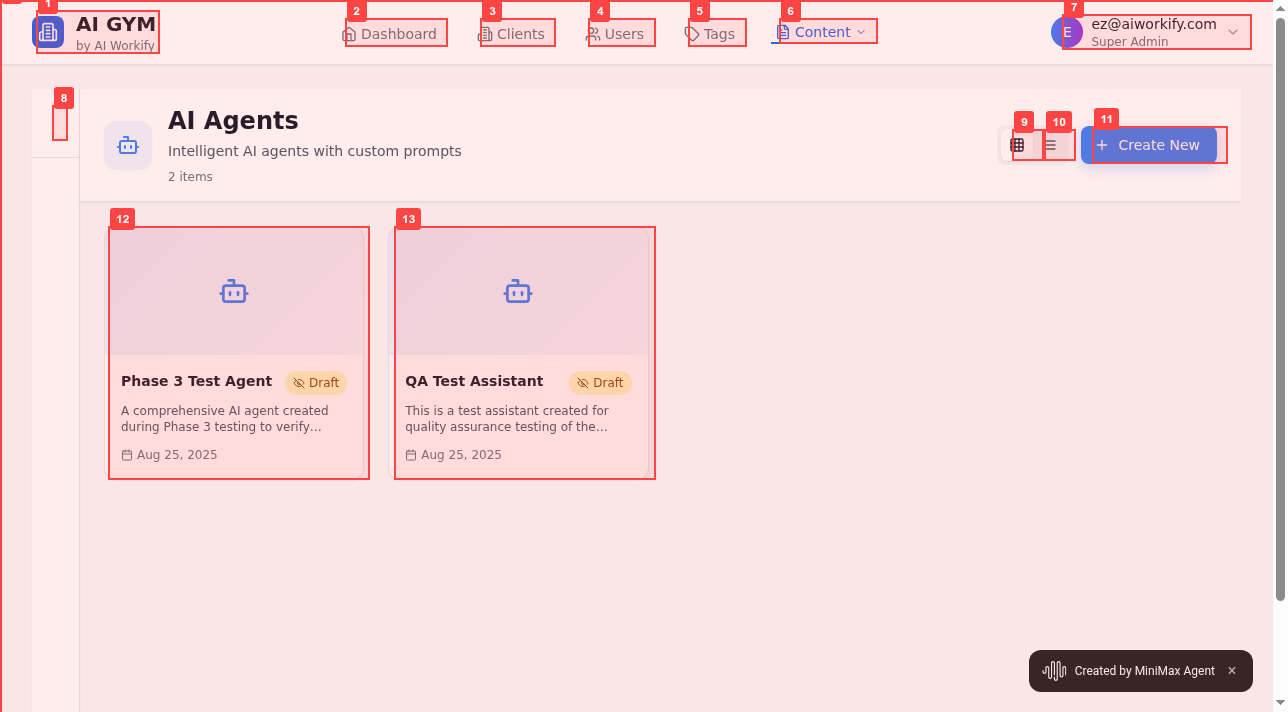 1
AI GYM
by AI Workify
2
Dashboard
3
Clients
4
Users
5
Tags
6
Content
7
E
ez@aiworkify.com
Super Admin
8
AI Agents
Intelligent AI agents with custom prompts
2 items
9
10
11
Create New
12
Phase 3 Test Agent
Draft
A comprehensive AI agent created
during Phase 3 testing to verify...
Aug 25, 2025
13
QA Test Assistant
Draft
This is a test assistant created for
quality assurance testing of the...
Aug 25, 2025
Created by MiniMax Agent ×